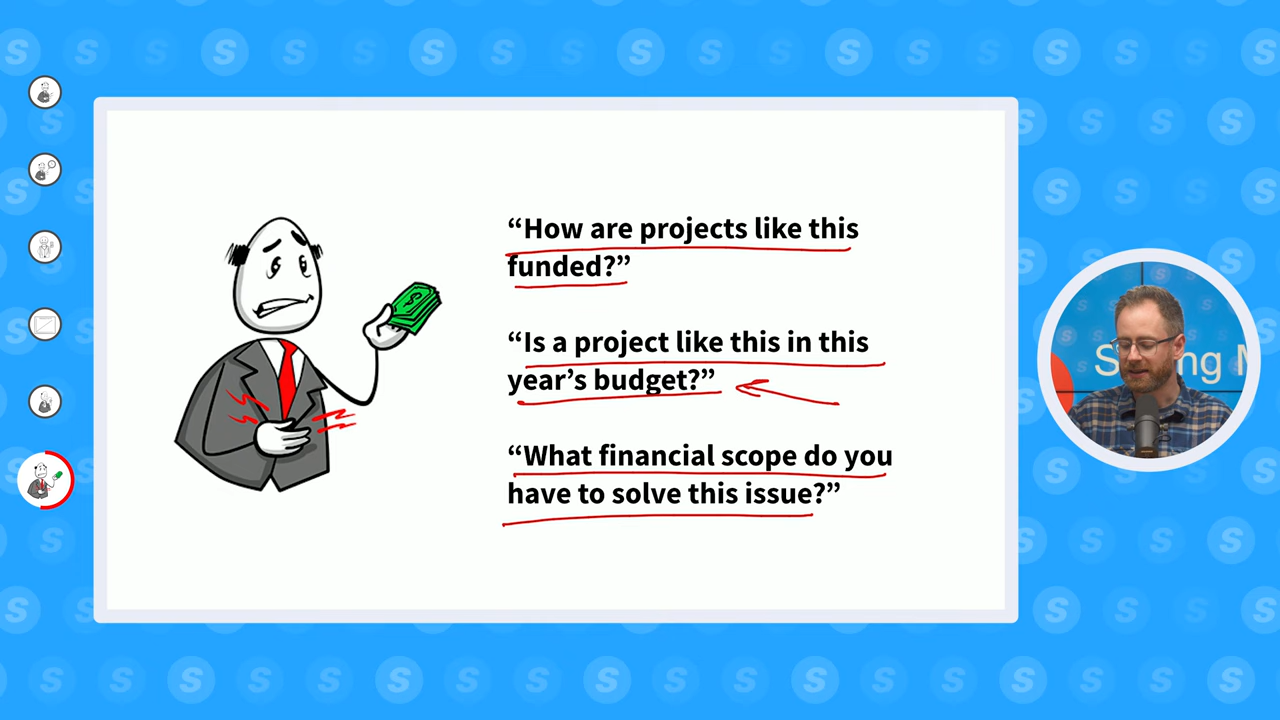 “How are projects like this
funded?”
“Is a project like this in this
year’s budget?”
“What financial scope do you
have to solve this issue?”